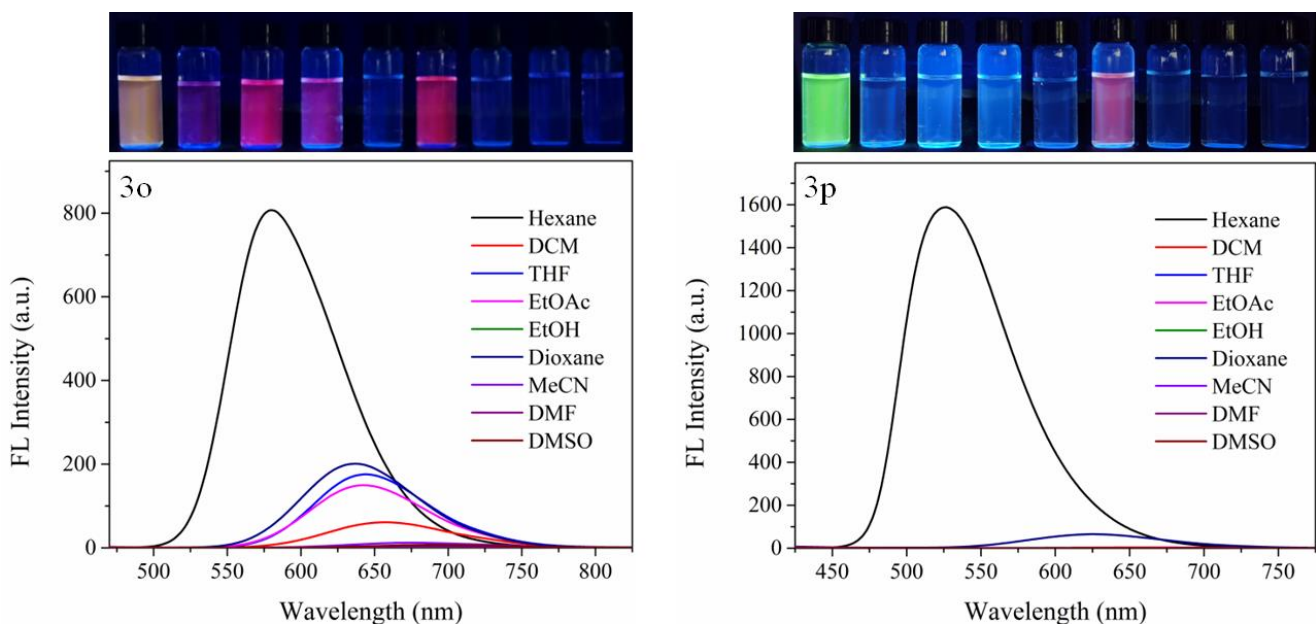 3o
FL Intensity (a.u.)
800
600
400
200
0
500
550
600
650
700
750
800
Wavelength (nm)
Hexane
DCM
THF
EtOAc
EtOH
Dioxane
MeCN
DMF
DMSO
3p
FL Intensity (a.u.)
1600
1400
1200
1000
800
600
400
200
0
450
500
550
600
650
700
750
Wavelength (nm)
Hexane
DCM
THF
EtOAc
EtOH
Dioxane
MeCN
DMF
DMSO